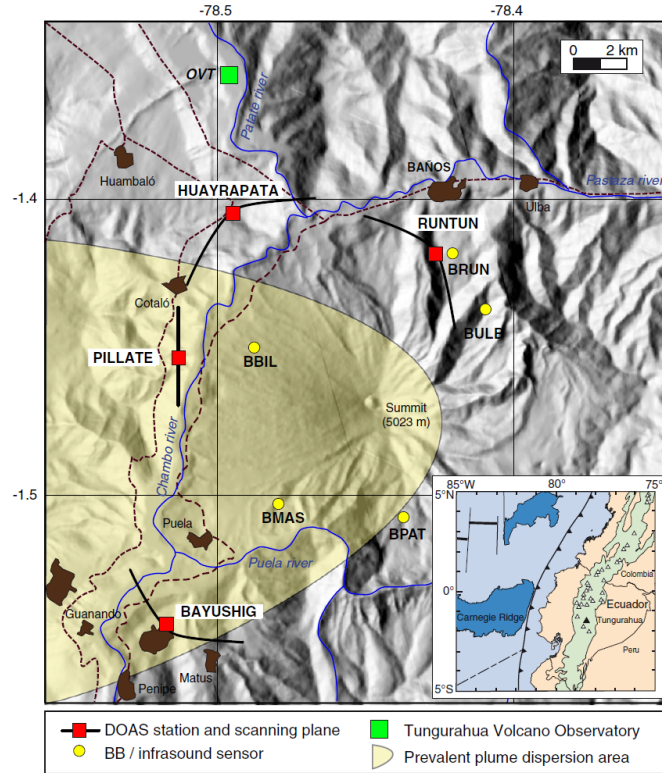 -78.5
-78.4
0 2 km
OVT
Patate river
Huambaló
BAÑOS
Pastaza river
HUAYRAPATA
Ulba
-1.4
RUNTUN
BRUN
Cotaló
BULB
PILLATE
BBIL
Summit
(5023 m)
Chambo river
85°W
80°
75°
5°N
-1.5
BMAS
BPAT
Puela
Puela river
Colombia
0°
Ecuador
Carnegie Ridge
Tungurahua
Guanando
BAYUSHIG
Peru
Matus
Penipe
5°S
DOAS station and scanning plane
Tungurahua Volcano Observatory
BB / infrasound sensor
Prevalent plume dispersion area